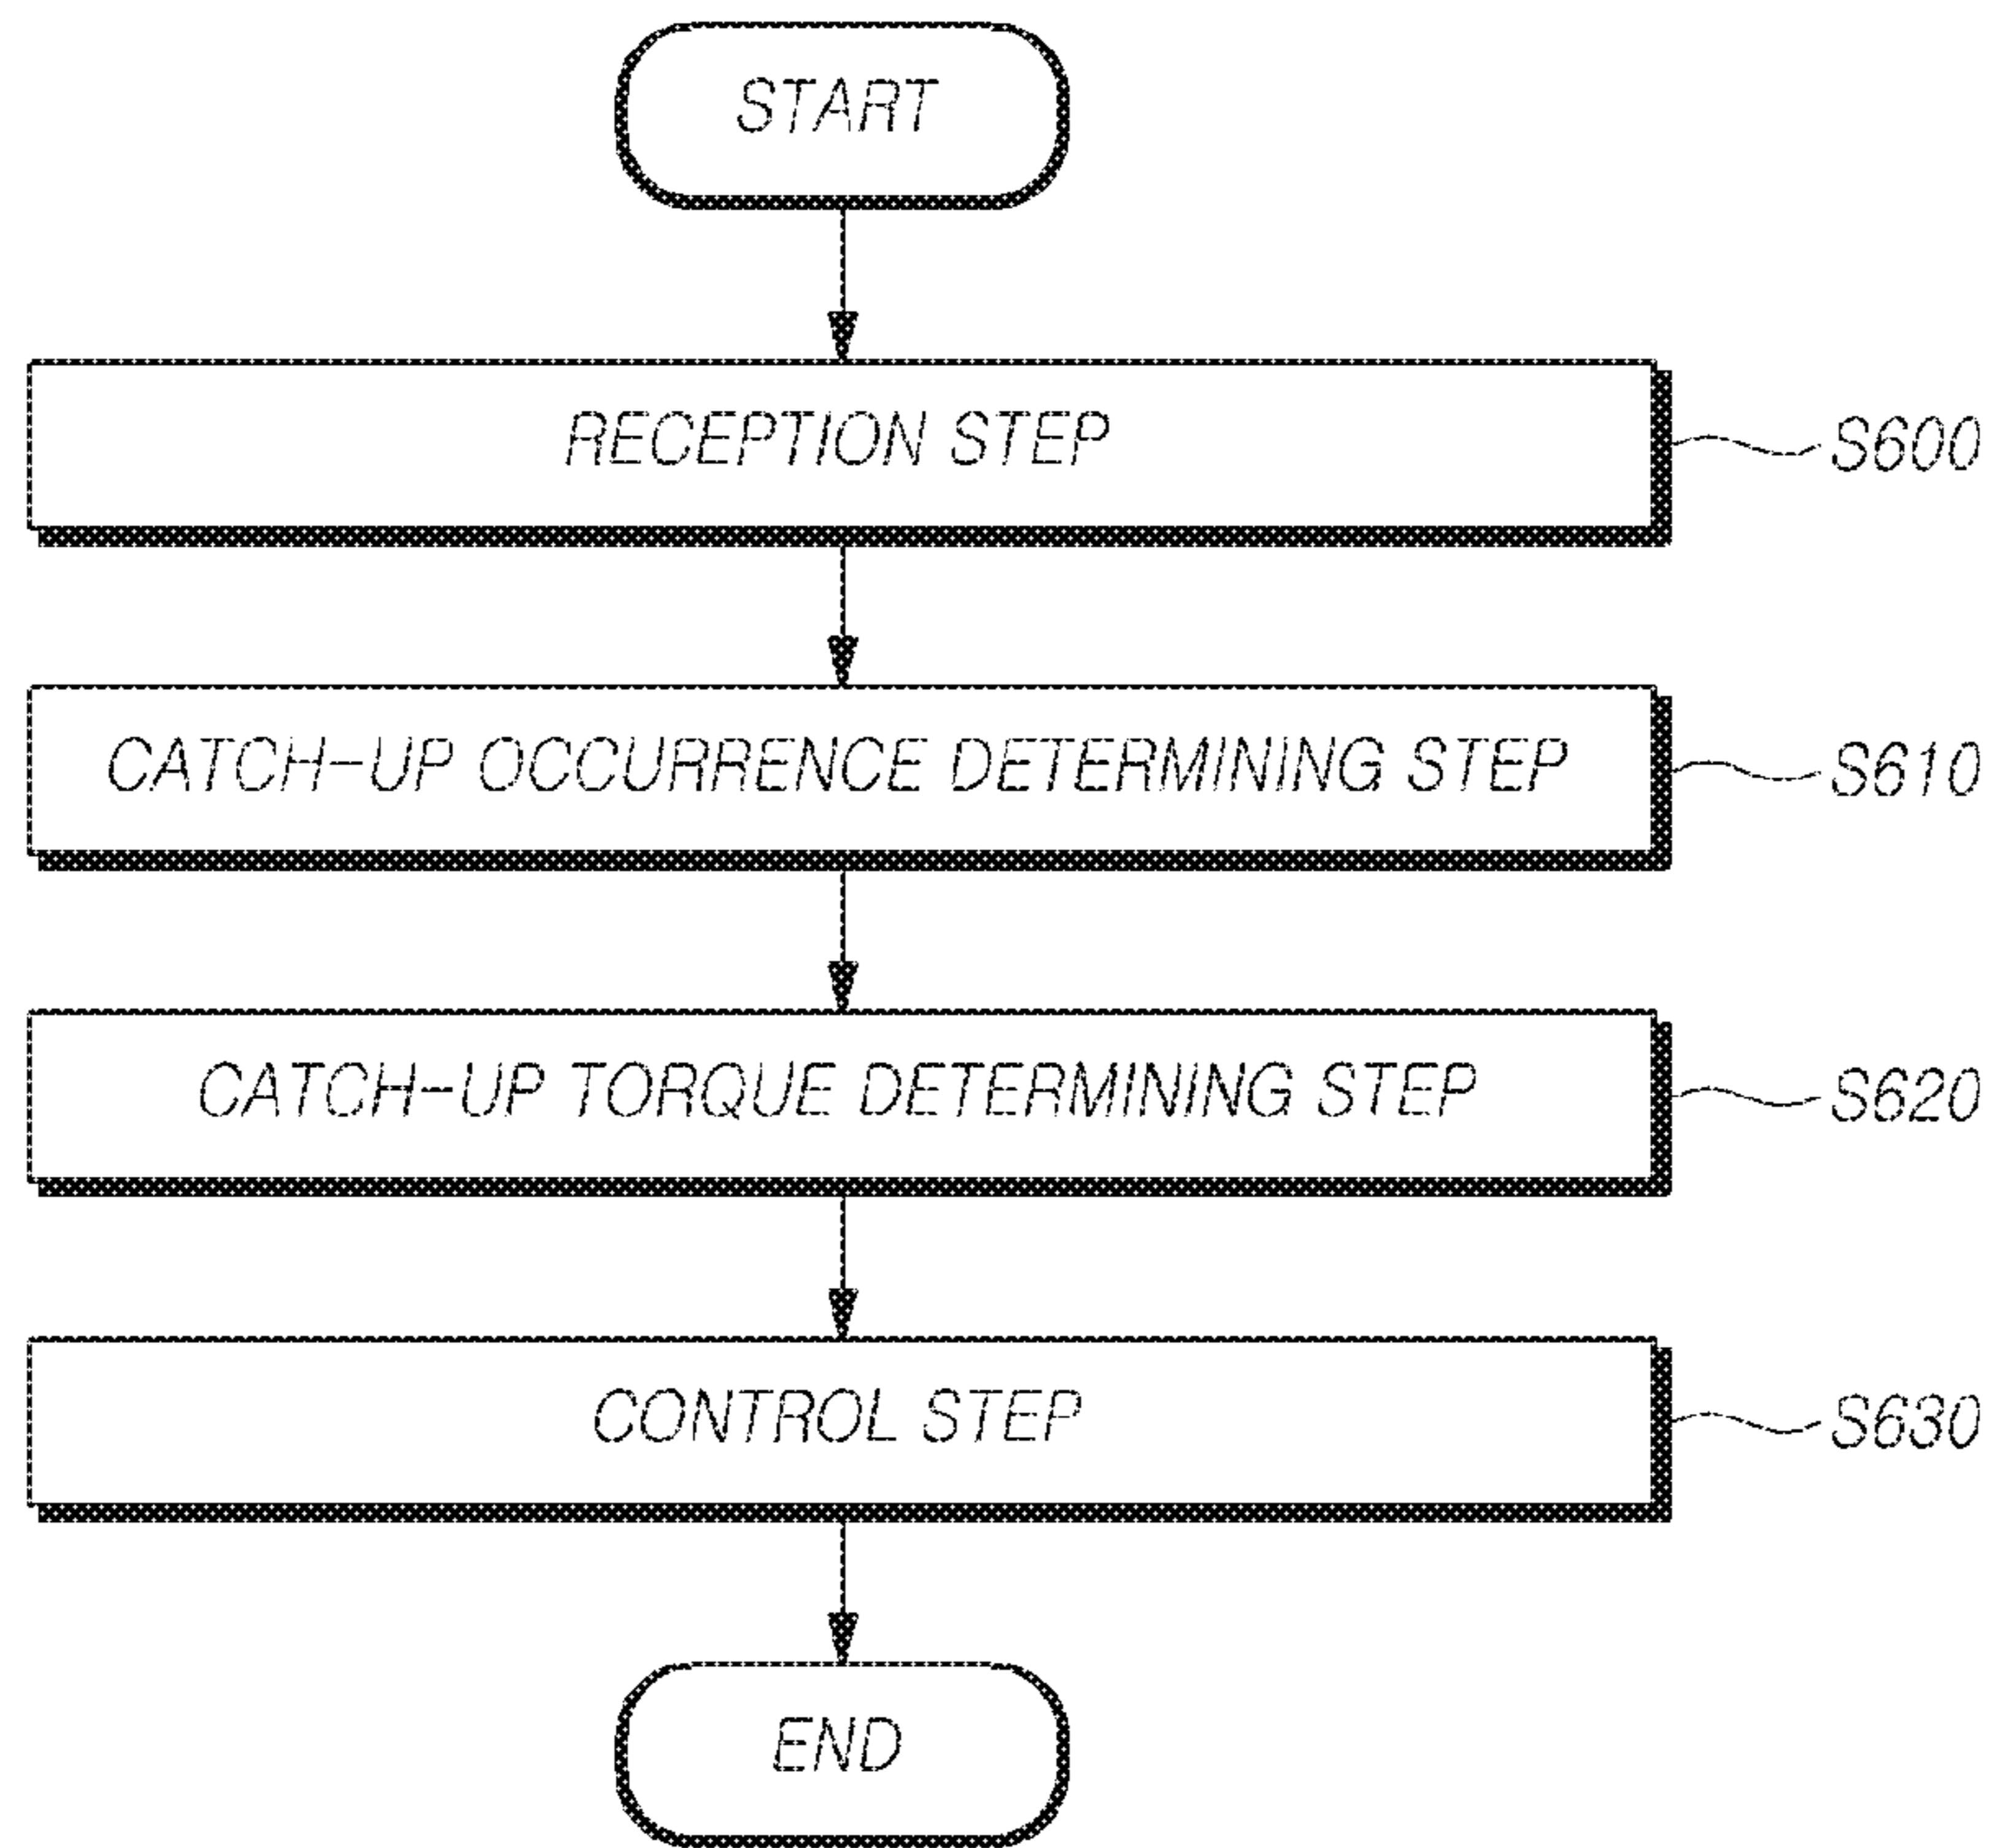 START
RECEPTION STEP
S600
CATCH-UP OCCURRENCE DETERMINING STEP
S610
CATCH-UP TORQUE DETERMINING STEP
S620
CONTROL STEP
S630
END